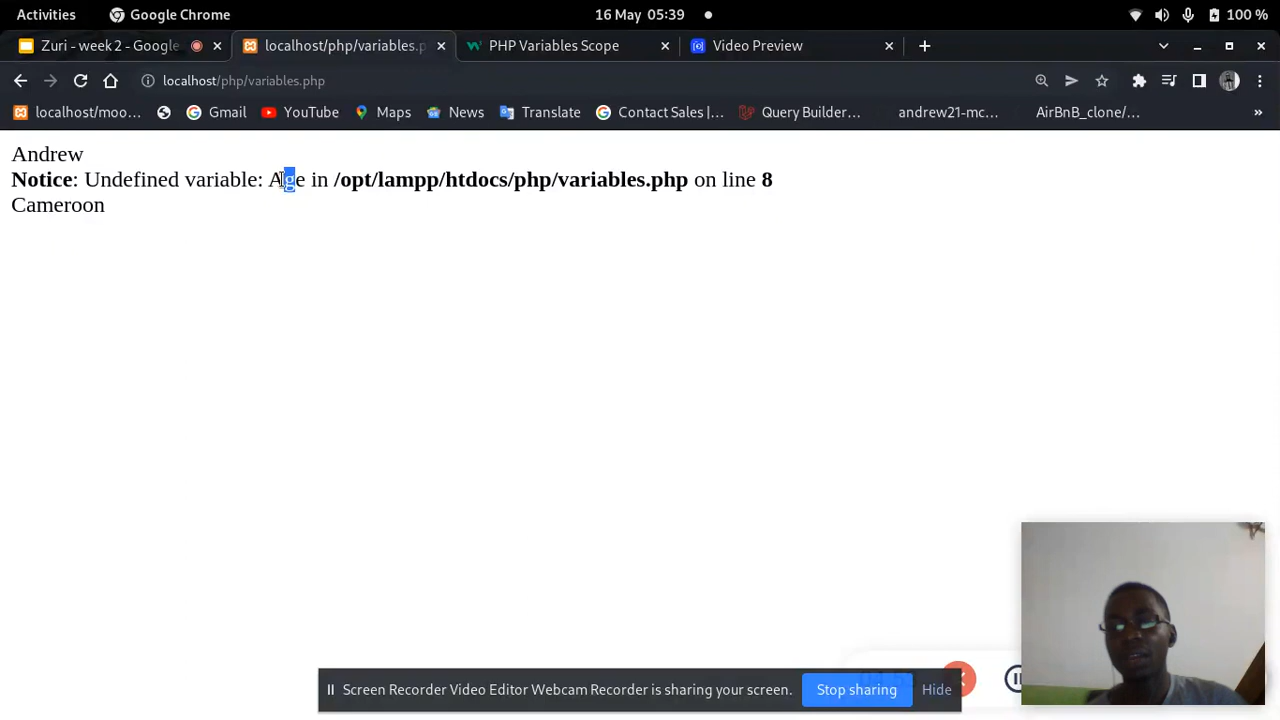 Activities
Google Chrome
16 May 05:39
100 %
Zuri - week 2 - Google
localhost/php/variables.p
PHP Variables Scope
Video Preview
localhost/php/variables.php
localhost/moo...
Gmail
YouTube
Maps
News
Translate
Contact Sales |...
Query Builder...
andrew21-mc...
AirBnB_clone/...
»
Andrew
Notice: Undefined variable: Age in /opt/lampp/htdocs/php/variables.php on line 8
Cameroon
Screen Recorder Video Editor Webcam Recorder is sharing your screen.
Stop sharing
Hide